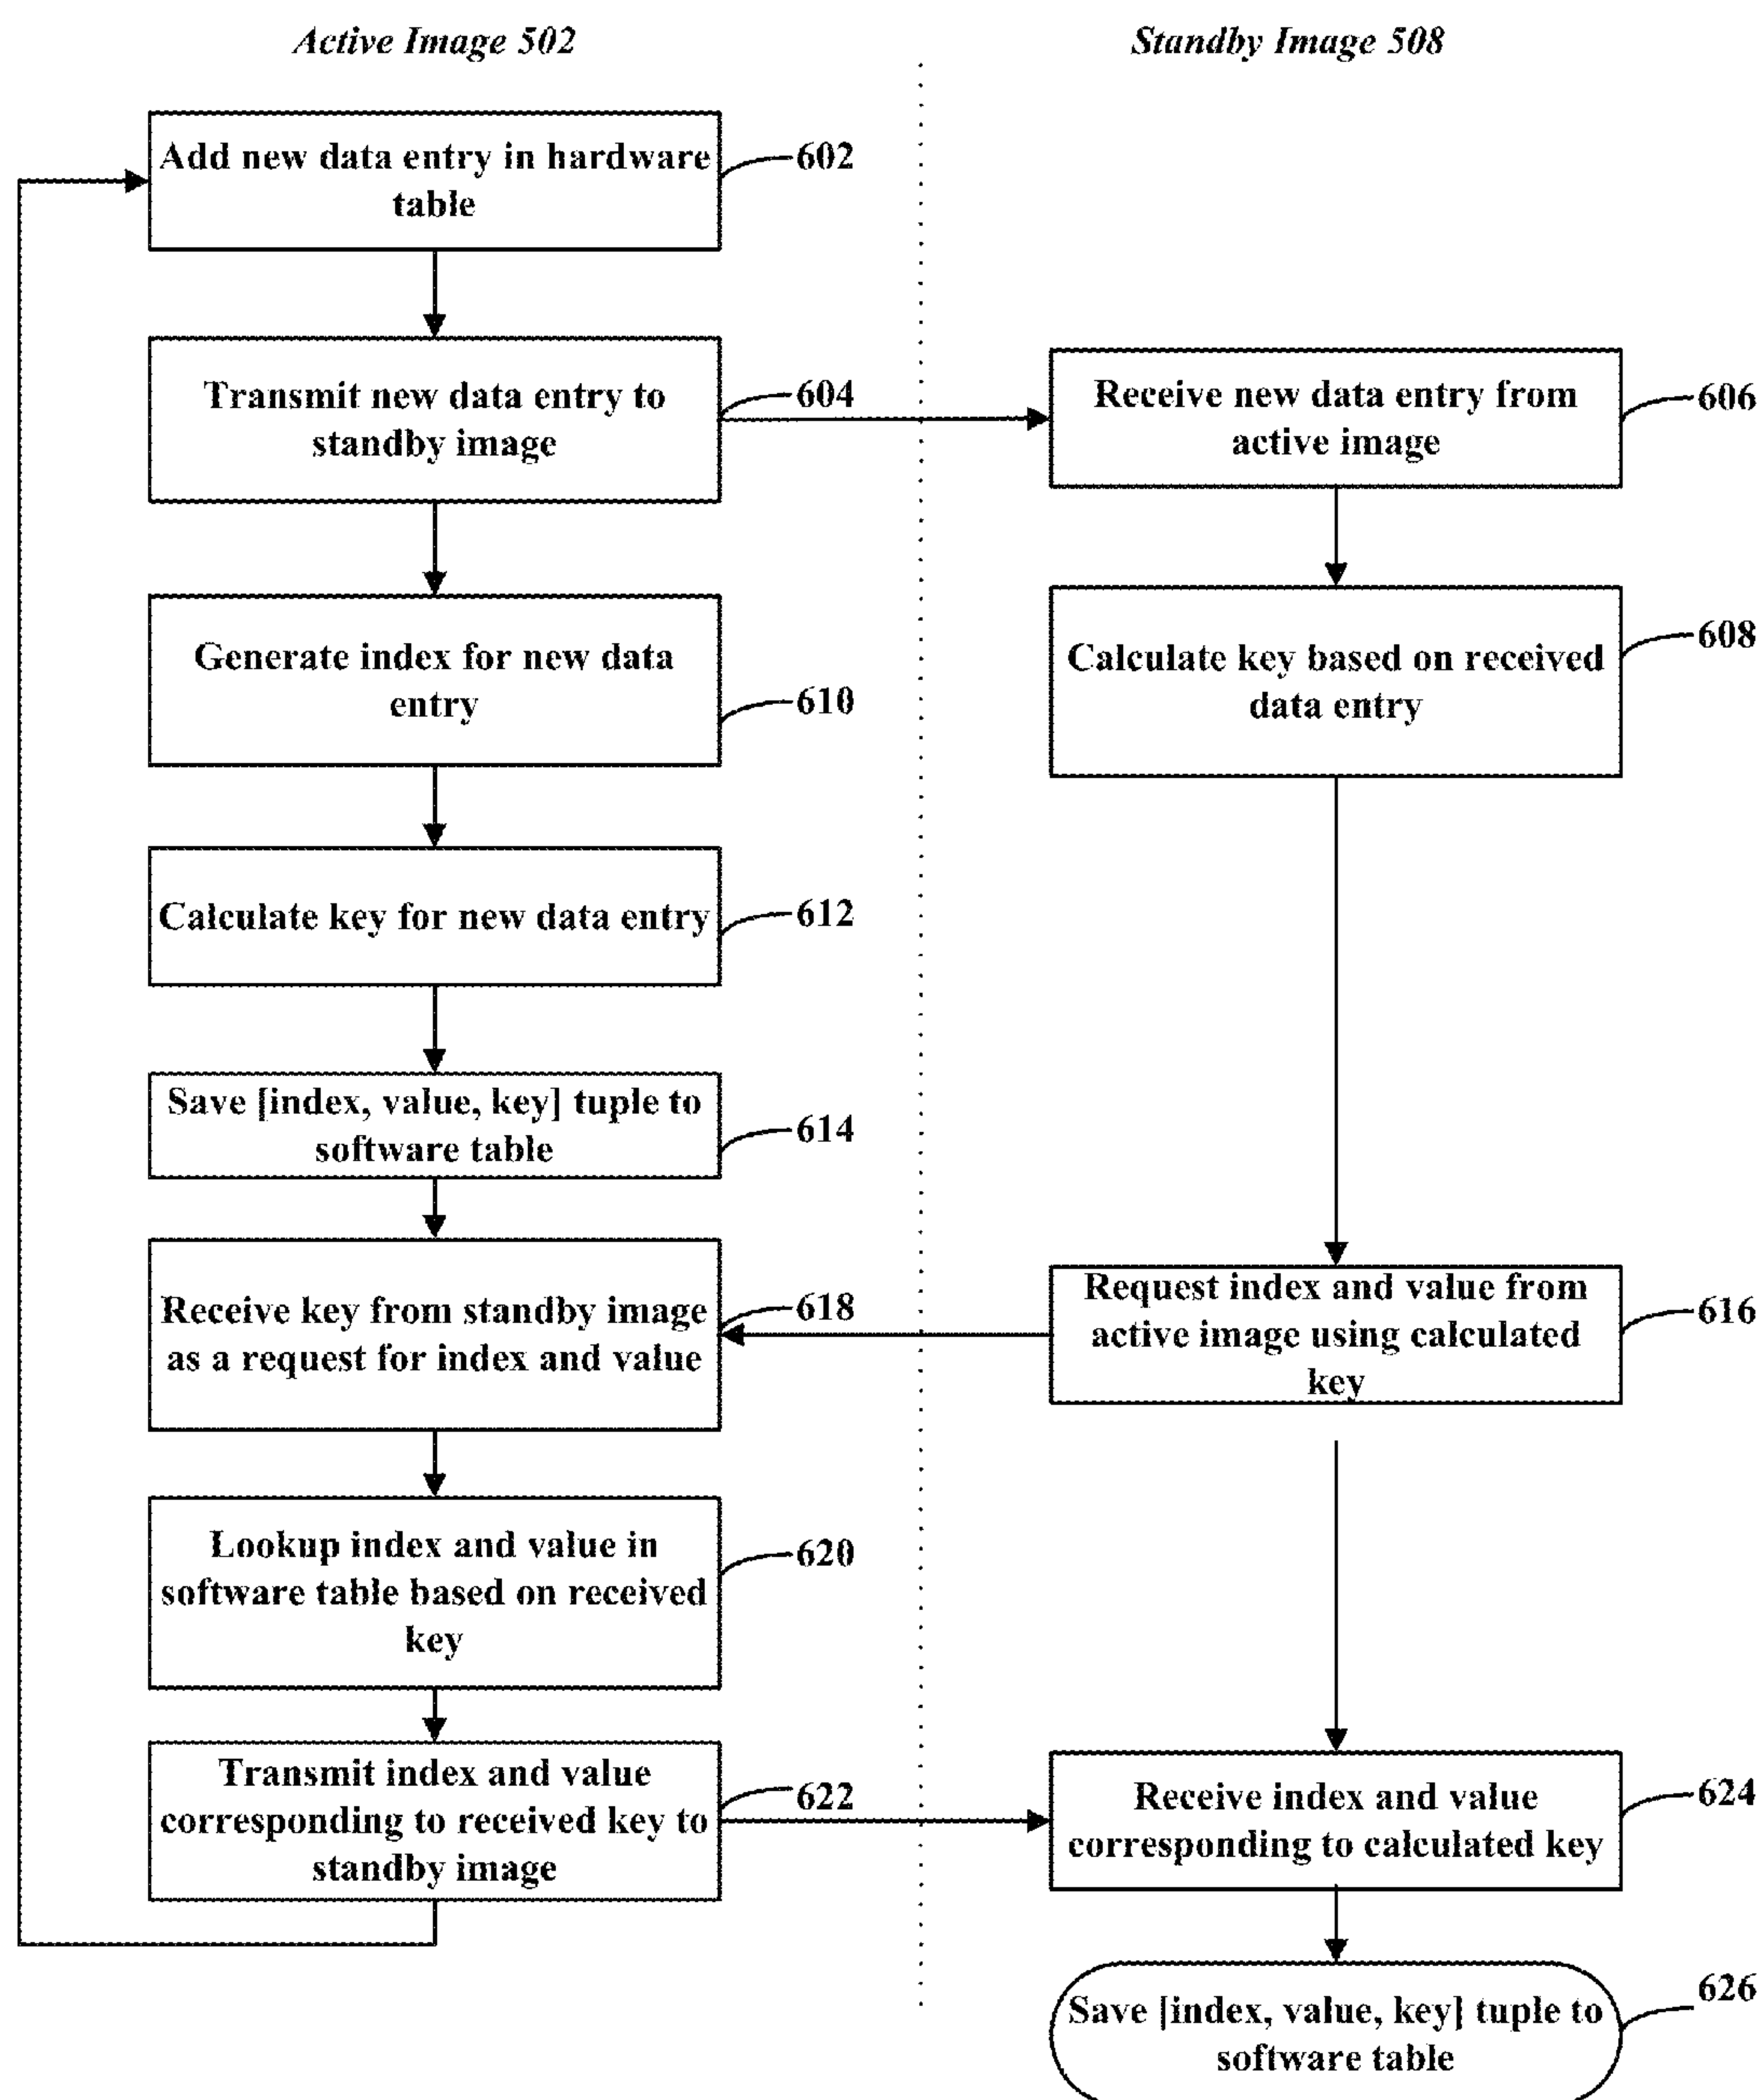 Active Image 502
Standby Image 508
Add new data entry in hardware
table
602
Transmit new data entry to
standby image
604
Receive new data entry from
active image
606
Calculate key based on received
data entry
608
Generate index for new data
entry
610
Calculate key for new data entry
612
Save [index, value, key] tuple to
software table
614
Request index and value from
active image using calculated
key
616
Receive key from standby image
as a request for index and value
618
Lookup index and value in
software table based on received
key
620
Transmit index and value
corresponding to received key to
standby image
622
Receive index and value
corresponding to calculated key
624
Save [index, value, key] tuple to
software table
626